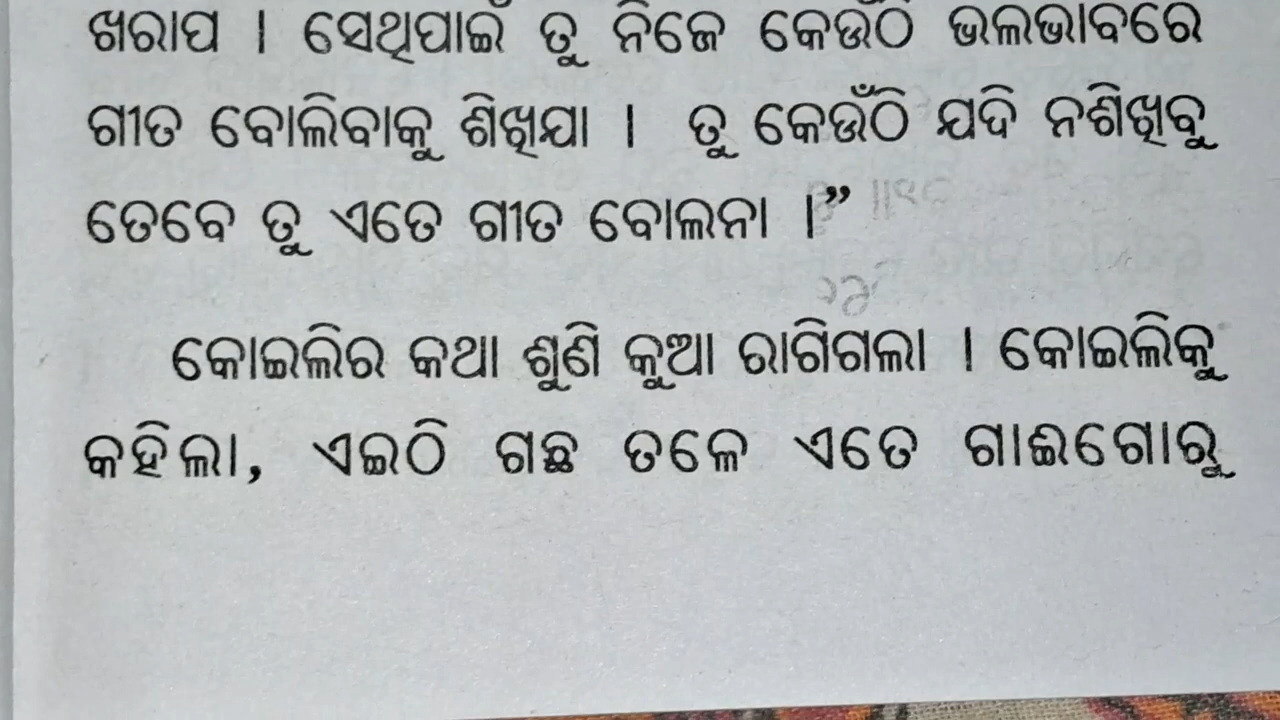 ଖରାପ । ସେଥିପାଇଁ ତୁ ନିଜେ କେଉଁଠି ଭଲଭାବରେ
ଗୀତ ବୋଲିବାକୁ ଶିଖିଯା । ତୁ କେଉଁଠି ଯଦି ନଶିଖିବୁ
ତେବେ ତୁ ଏତେ ଗୀତ ବୋଲନା ।”
କୋଇଲିର କଥା ଶୁଣି କୁଆ ରାଗିଗଲା । କୋଇଲିକୁ
କହିଲା, ଏଇଠି ଗଛ ତଳେ ଏତେ ଗାଈଗୋରୁ